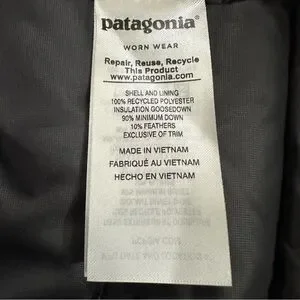 patagonia®
WORN WEAR
Repair, Reuse, Recycle
This Product
www.patagonia.com
SHELL AND LINING
100% RECYCLED POLYESTER
INSULATION GOOSEDOWN
90% MINIMUM DOWN
10% FEATHERS
EXCLUSIVE OF TRIM
MADE IN VIETNAM
FABRIQUÉ AU VIETNAM
HECHO EN VIETNAM